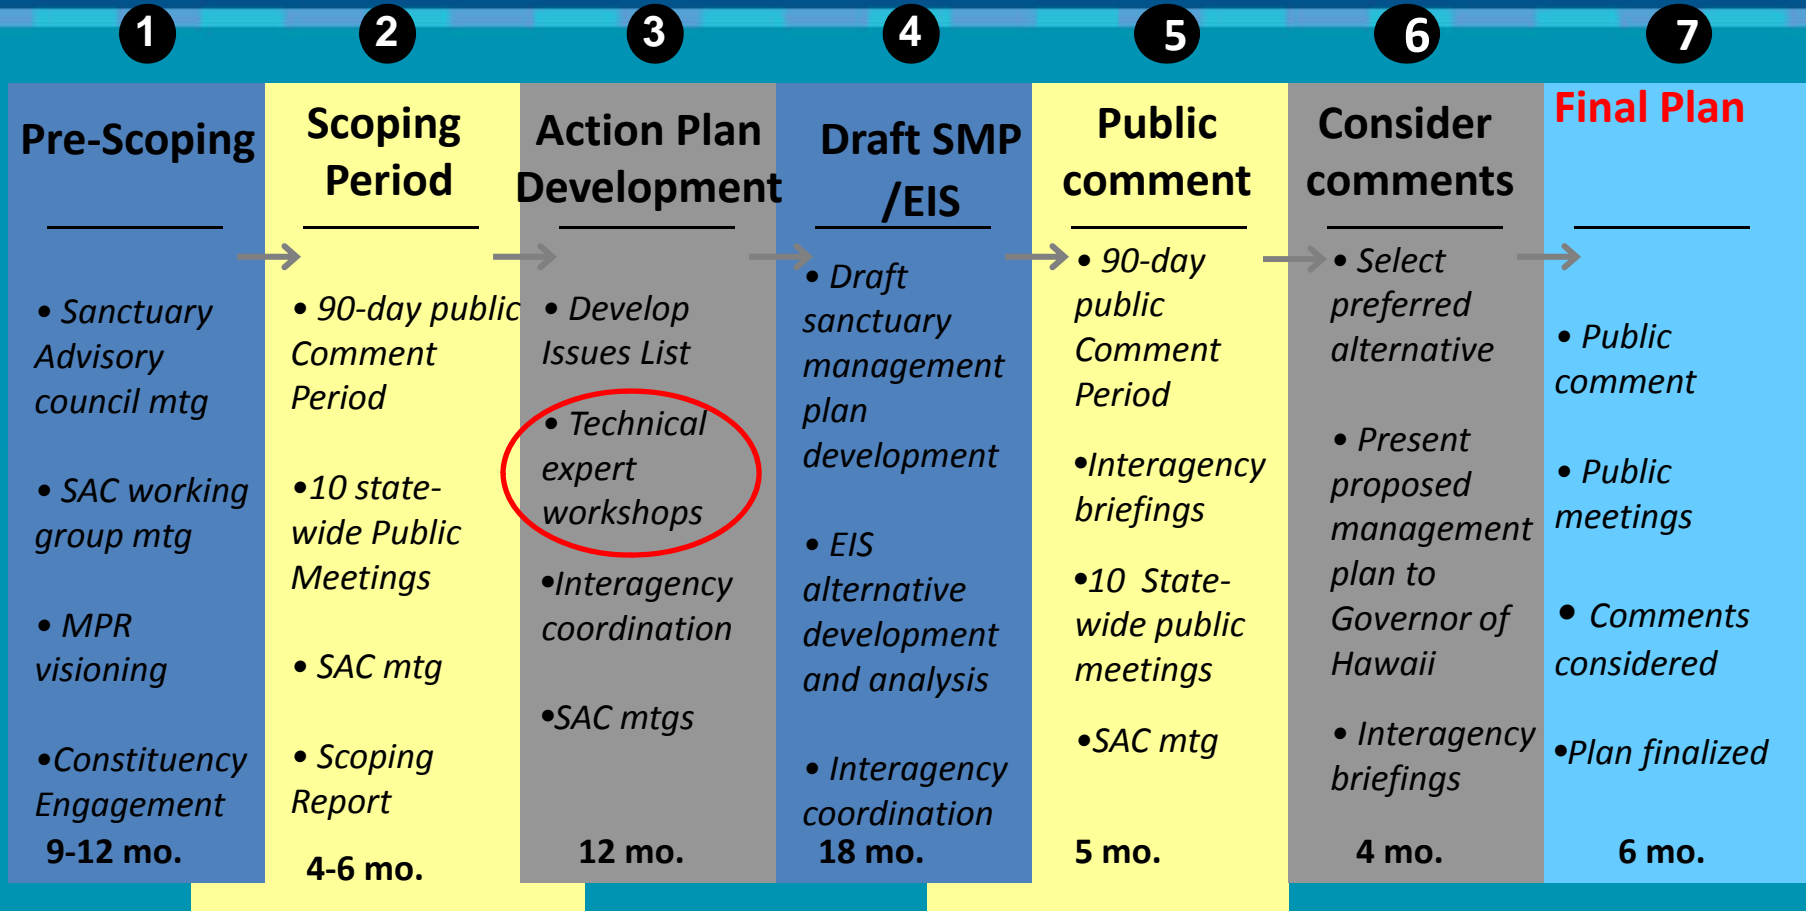 1
2
3
4
5
6
7
Pre-Scoping
• Sanctuary
Advisory
council mtg
• SAC working
group mtg
• MPR
visioning
•Constituency
Engagement
9-12 mo.
Scoping
Period
• 90-day public
Comment
Period
•10 state-
wide Public
Meetings
• SAC mtg
• Scoping
Report
4-6 mo.
Action Plan
Development
• Develop
Issues List
• Technical
expert
workshops
•Interagency
coordination
•SAC mtgs
12 mo.
Draft SMP
/EIS
• Draft
sanctuary
management
plan
development
• EIS
alternative
development
and analysis
• Interagency
coordination
18 mo.
Public
comment
• 90-day
public
Comment
Period
•Interagency
briefings
•10 State-
wide public
meetings
•SAC mtg
5 mo.
Consider
comments
• Select
preferred
alternative
• Present
proposed
management
plan to
Governor of
Hawaii
• Interagency
briefings
4 mo.
Final Plan
• Public
comment
• Public
meetings
• Comments
considered
•Plan finalized
6 mo.